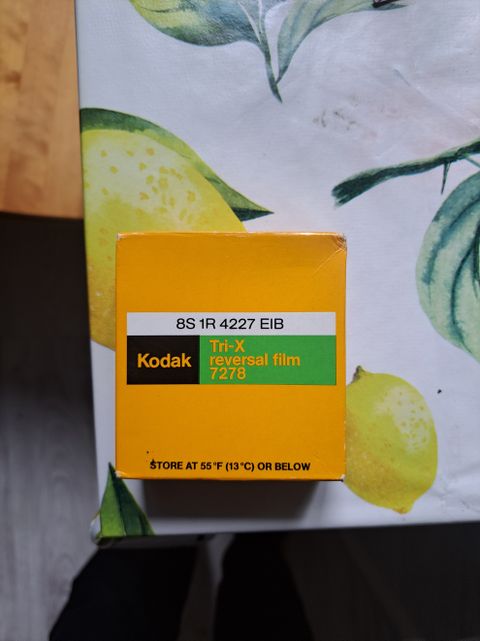 8S 1R 4227 EIB
Kodak
Tri-X
reversal film
7278
STORE AT 55°F (13°C) OR BELOW